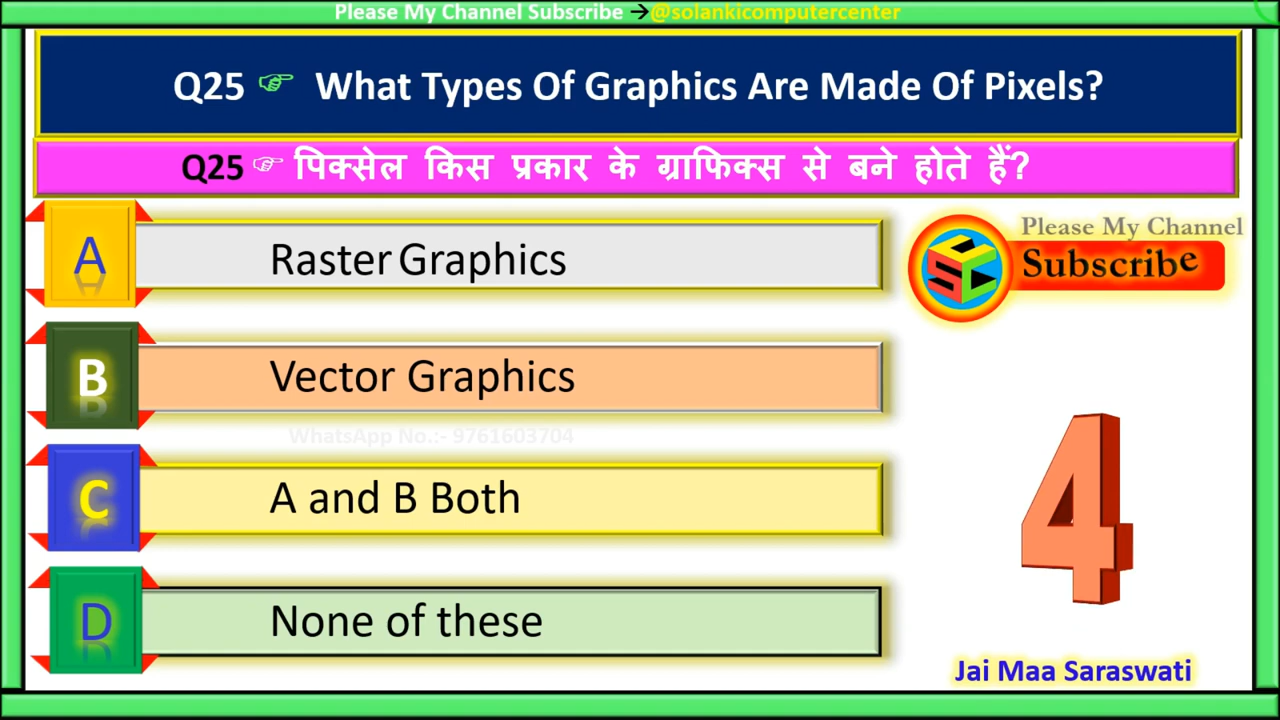 Please My Channel Subscribe →@solankicomputercenter
Q25 ☞ What Types Of Graphics Are Made Of Pixels?
Q25 ☞ पिक्सेल किस प्रकार के ग्राफिक्स से बने होते हैं?
A Raster Graphics
Please My Channel
Subscribe
SCC
B Vector Graphics
WhatsApp No.:- 9761603704
C A and B Both
4
D None of these
Jai Maa Saraswati